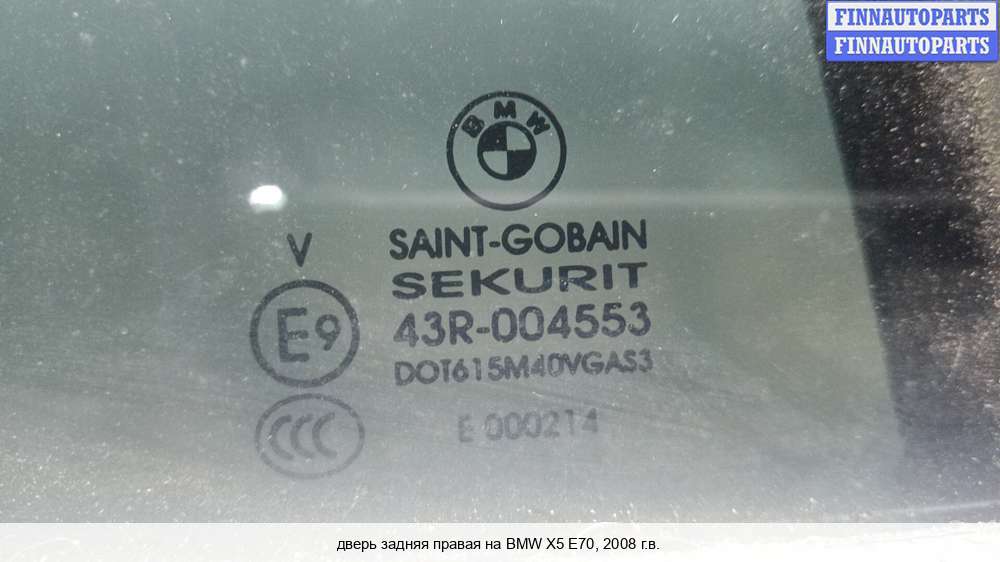 FINNAUTOPARTS
FINNAUTOPARTS
BMW
V
SAINT-GOBAIN
SEKURIT
E9
43R-004553
DOT615M40VGAS3
CCC
E 000214
дверь задняя правая на BMW X5 E70, 2008 г.в.